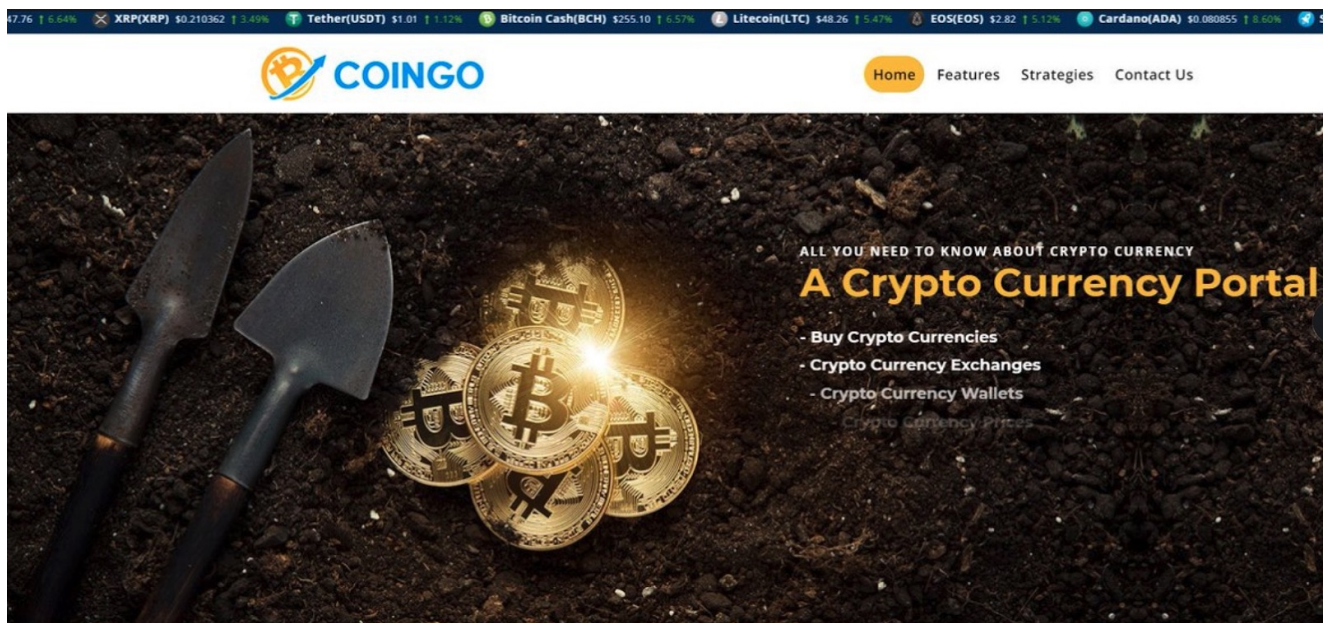 47.76 ↑ 6.64% XRP(XRP) $0.210362 ↑ 3.49% Tether(USDT) $1.01 ↑ 1.12% Bitcoin Cash(BCH) $255.10 ↑ 6.57% Litecoin(LTC) $48.26 ↑ 5.47% EOS(EOS) $2.82 ↑ 5.12% Cardano(ADA) $0.080855 ↑ 8.60% S
COINGO
Home Features Strategies Contact Us
ALL YOU NEED TO KNOW ABOUT CRYPTO CURRENCY
A Crypto Currency Portal
- Buy Crypto Currencies
- Crypto Currency Exchanges
- Crypto Currency Wallets
Crypto Currency Prices